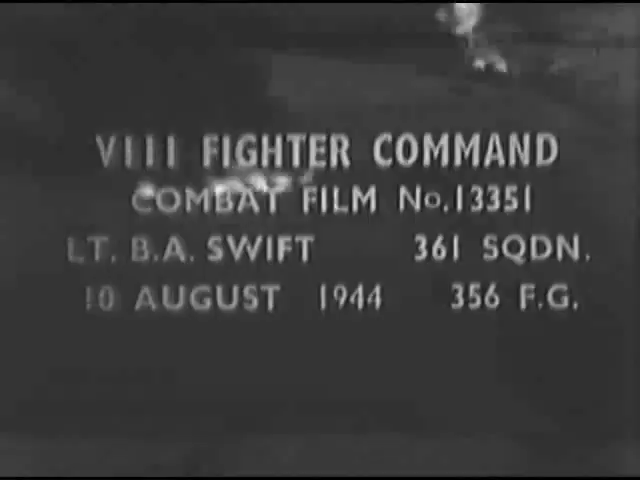 VIII FIGHTER COMMAND
COMBAT FILM No.13351
LT. B.A. SWIFT 361 SQDN.
10 AUGUST 1944 356 F.G.